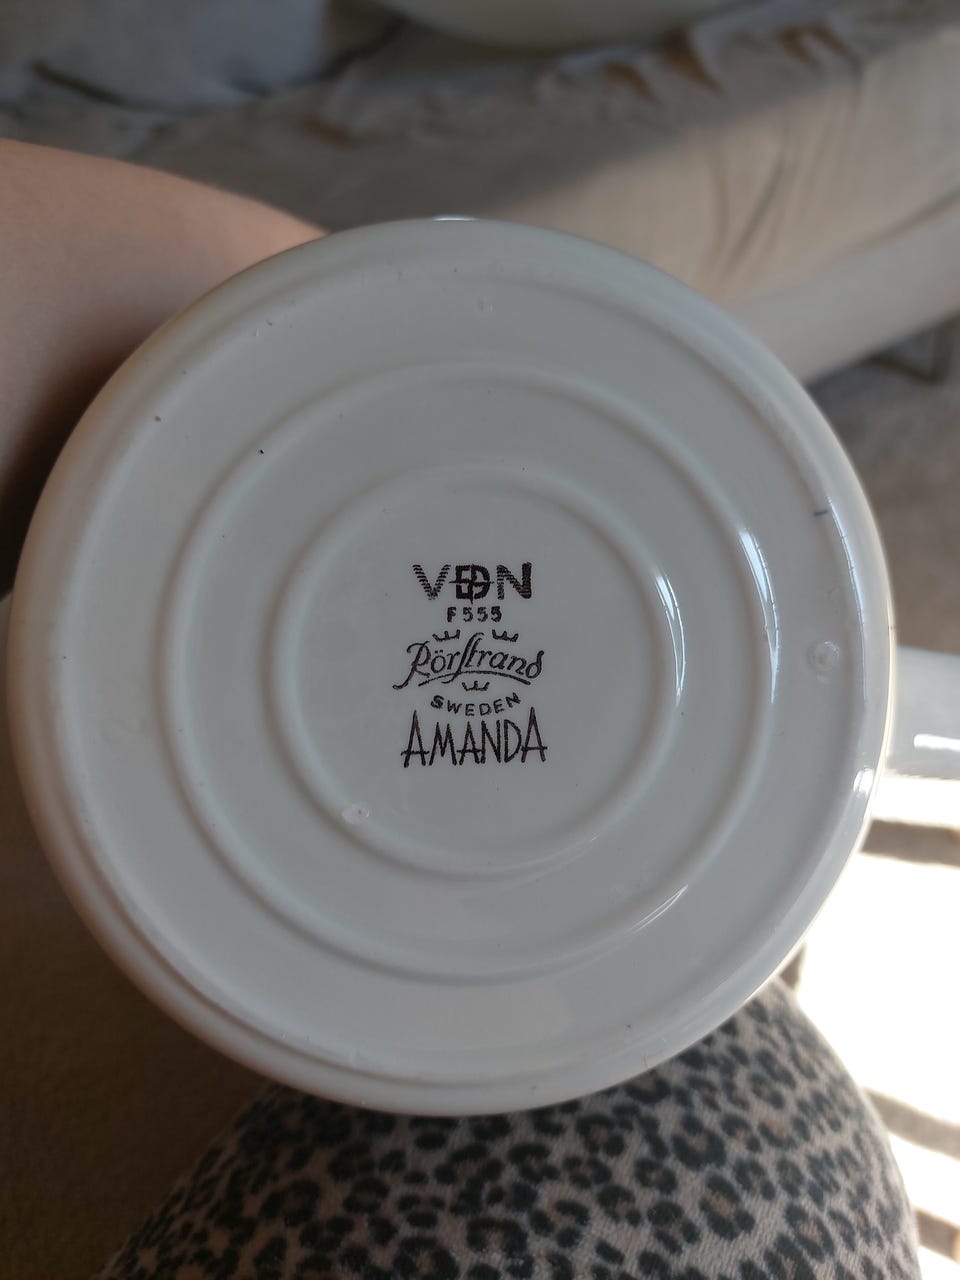 VDN
F555
Rörstrand
SWEDEN
AMANDA